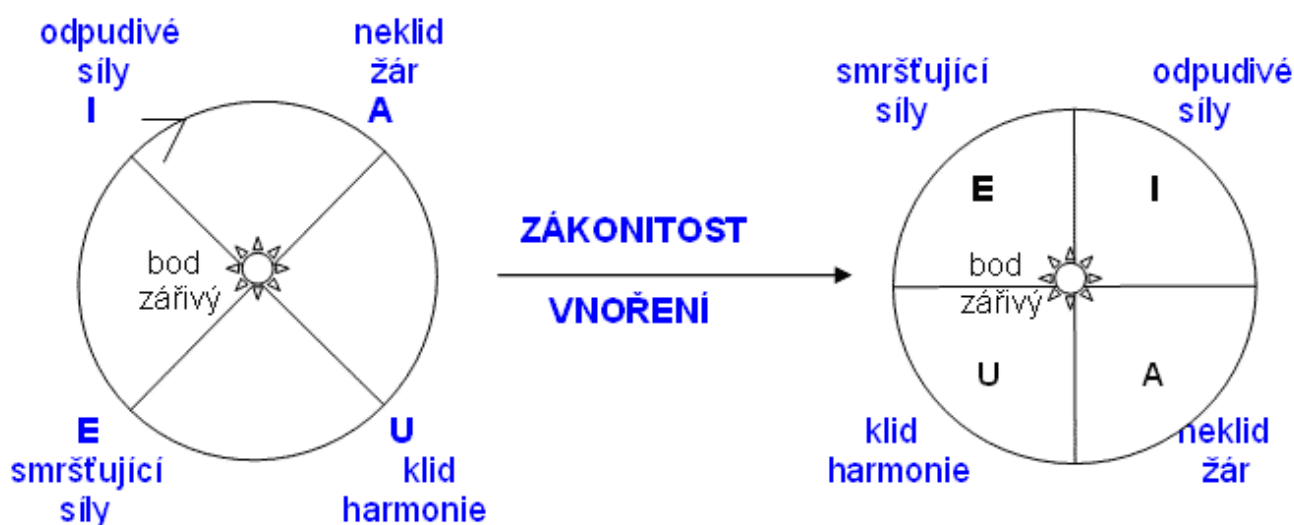 odpudivé
síly
I
neklid
žár
A
bod
zářivý
E
smršťující
síly
U
klid
harmonie
ZÁKONITOST
VNOŘENÍ
smršťující
síly
odpudivé
síly
E
I
bod
zářivý
U
A
klid
harmonie
neklid
žár